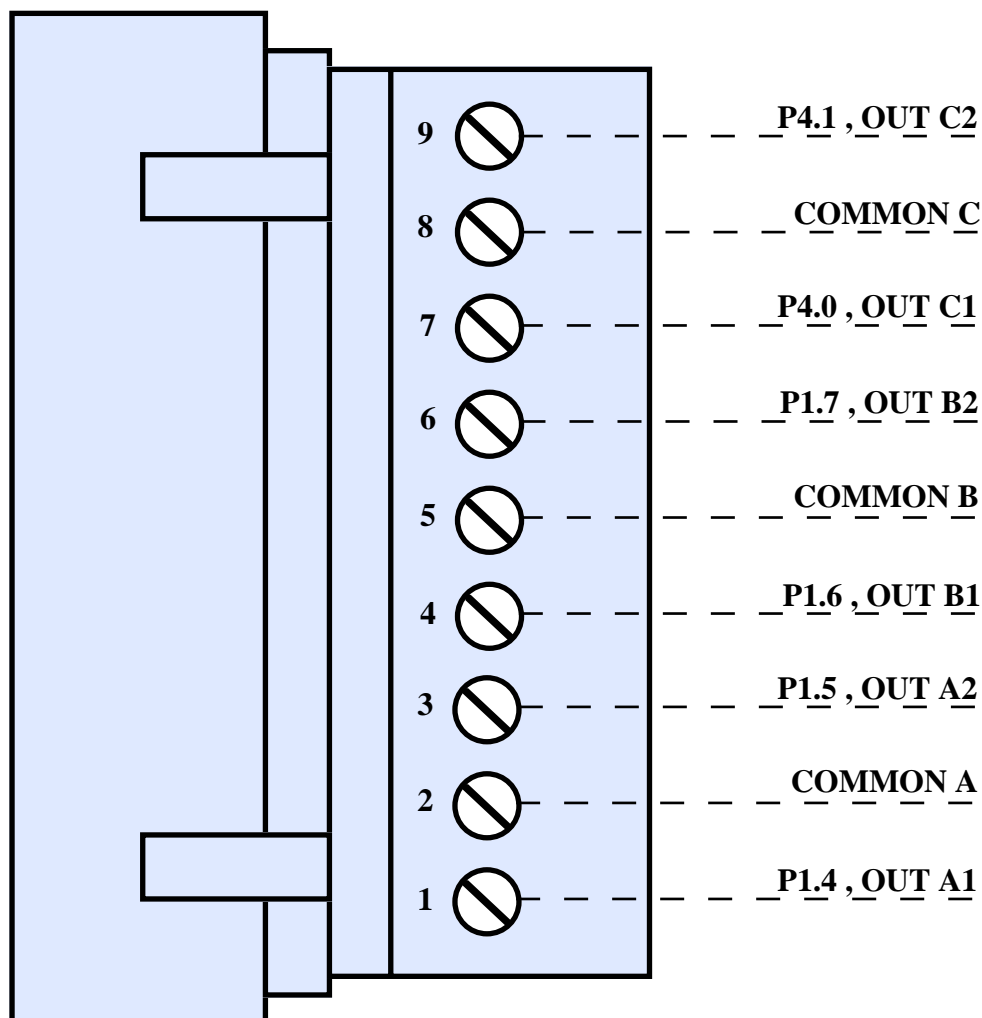 9 P4.1 , OUT C2
8 COMMON C
7 P4.0 , OUT C1
6 P1.7 , OUT B2
5 COMMON B
4 P1.6 , OUT B1
3 P1.5 , OUT A2
2 COMMON A
1 P1.4 , OUT A1